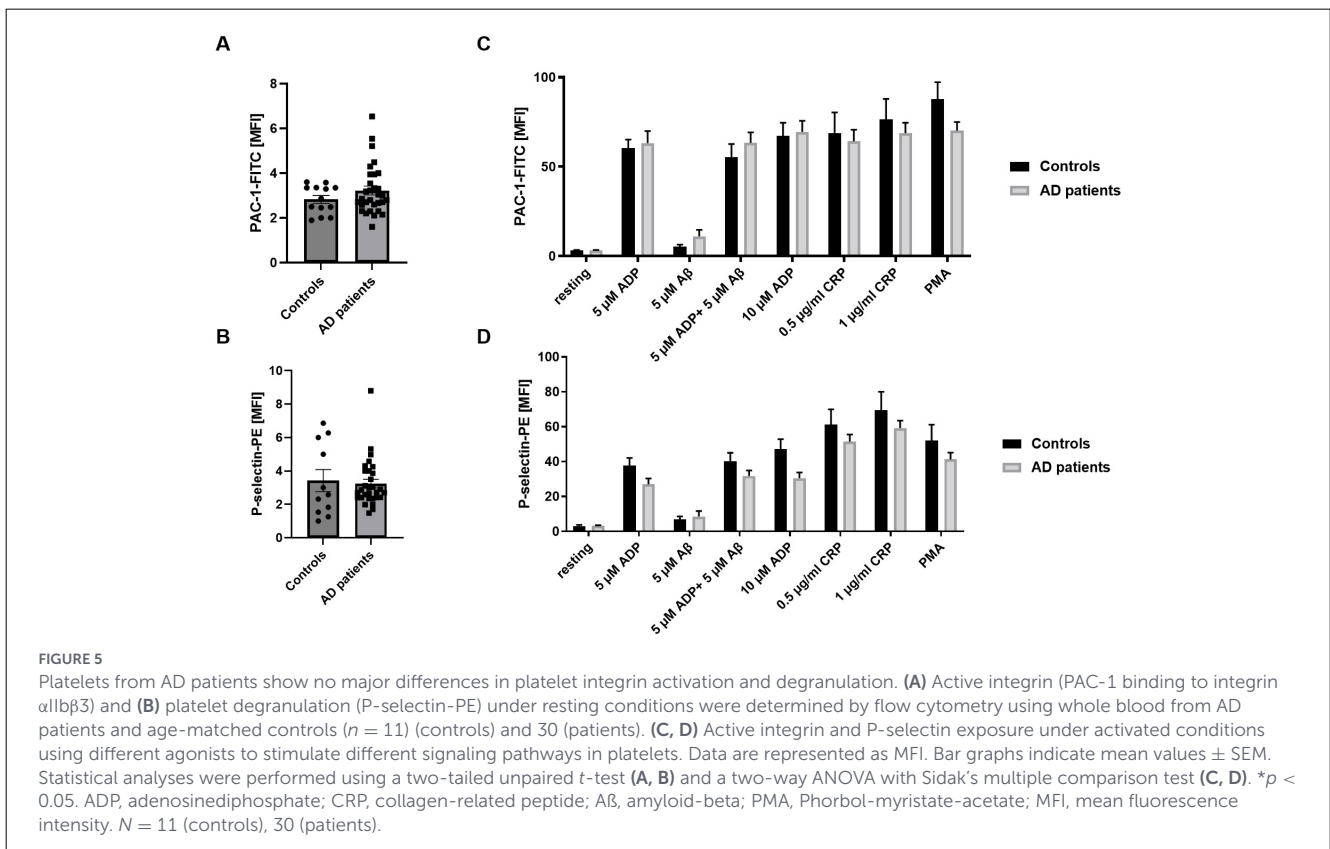 A
PAC-1-FITC [MFI]
8
6
4
2
0
Controls
AD patients
C
PAC-1-FITC [MFI]
100
50
0
resting
5 µM ADP
5 µM Aβ
5 µM ADP+ 5 µM Aβ
10 µM ADP
0.5 µg/ml CRP
1 µg/ml CRP
PMA
Controls
AD patients
B
P-selectin-PE [MFI]
10
8
6
4
2
0
Controls
AD patients
D
P-selectin-PE [MFI]
100
80
60
40
20
0
resting
5 µM ADP
5 µM Aβ
5 µM ADP+ 5 µM Aβ
10 µM ADP
0.5 µg/ml CRP
1 µg/ml CRP
PMA
Controls
AD patients
FIGURE 5
Platelets from AD patients show no major differences in platelet integrin activation and degranulation. (A) Active integrin (PAC-1 binding to integrin
αIIbβ3) and (B) platelet degranulation (P-selectin-PE) under resting conditions were determined by flow cytometry using whole blood from AD
patients and age-matched controls (n = 11) (controls) and 30 (patients). (C, D) Active integrin and P-selectin exposure under activated conditions
using different agonists to stimulate different signaling pathways in platelets. Data are represented as MFI. Bar graphs indicate mean values ± SEM.
Statistical analyses were performed using a two-tailed unpaired t-test (A, B) and a two-way ANOVA with Sidak's multiple comparison test (C, D). *p <
0.05. ADP, adenosinediphosphate; CRP, collagen-related peptide; Aß, amyloid-beta; PMA, Phorbol-myristate-acetate; MFI, mean fluorescence
intensity. N = 11 (controls), 30 (patients).